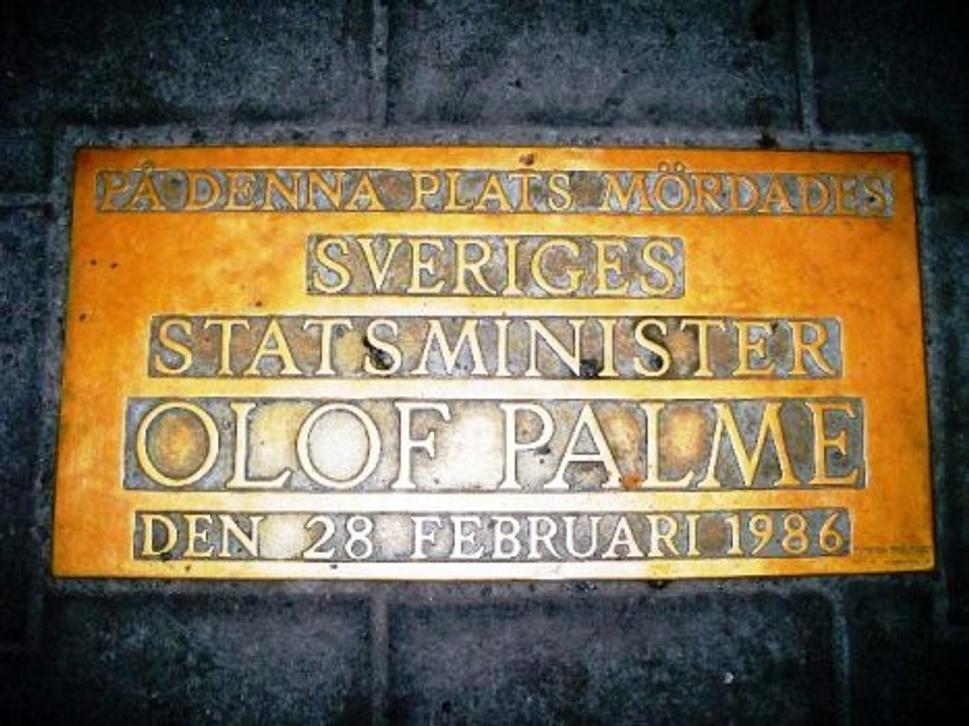 PÅ DENNA PLATS MÖRDADES
SVERIGES
STATSMINISTER
OLOF PALME
DEN 28 FEBRUARI 1986